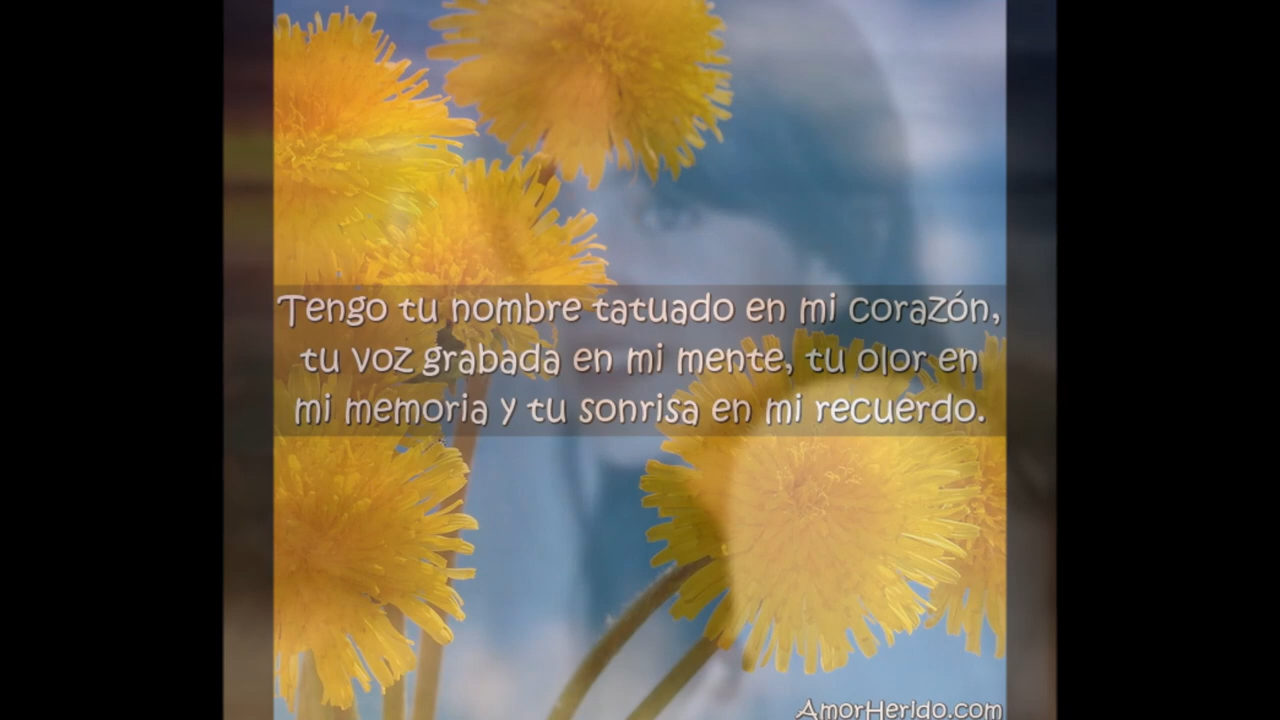 Tengo tu nombre tatuado en mi corazón,
tu voz grabada en mi mente, tu olor en
mi memoria y tu sonrisa en mi recuerdo.
AmorHerido.com